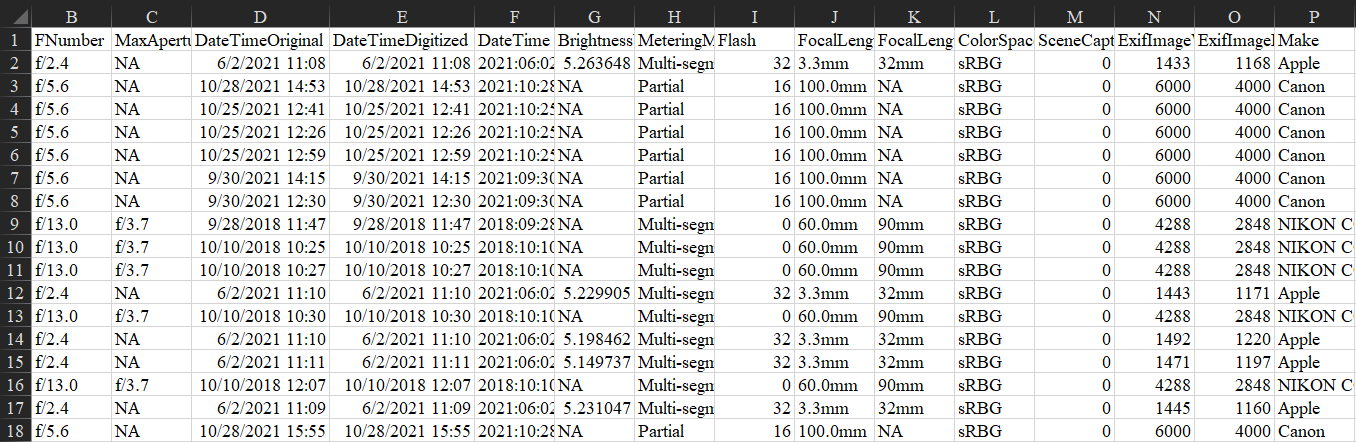 B C D E F G H I J K L M N O P
1 FNumber MaxApertu DateTimeOriginal DateTimeDigitized DateTime Brightness MeteringM Flash FocalLeng FocalLeng ColorSpac SceneCapt ExifImageW ExifImageI Make
2 f/2.4 NA 6/2/2021 11:08 6/2/2021 11:08 2021:06:02 5.263648 Multi-segn 32 3.3mm 32mm sRBG 0 1433 1168 Apple
3 f/5.6 NA 10/28/2021 14:53 10/28/2021 14:53 2021:10:28 NA Partial 16 100.0mm NA sRBG 0 6000 4000 Canon
4 f/5.6 NA 10/25/2021 12:41 10/25/2021 12:41 2021:10:25 NA Partial 16 100.0mm NA sRBG 0 6000 4000 Canon
5 f/5.6 NA 10/25/2021 12:26 10/25/2021 12:26 2021:10:25 NA Partial 16 100.0mm NA sRBG 0 6000 4000 Canon
6 f/5.6 NA 10/25/2021 12:59 10/25/2021 12:59 2021:10:25 NA Partial 16 100.0mm NA sRBG 0 6000 4000 Canon
7 f/5.6 NA 9/30/2021 14:15 9/30/2021 14:15 2021:09:30 NA Partial 16 100.0mm NA sRBG 0 6000 4000 Canon
8 f/5.6 NA 9/30/2021 12:30 9/30/2021 12:30 2021:09:30 NA Partial 16 100.0mm NA sRBG 0 6000 4000 Canon
9 f/13.0 f/3.7 9/28/2018 11:47 9/28/2018 11:47 2018:09:28 NA Multi-segn 0 60.0mm 90mm sRBG 0 4288 2848 NIKON C
10 f/13.0 f/3.7 10/10/2018 10:25 10/10/2018 10:25 2018:10:10 NA Multi-segn 0 60.0mm 90mm sRBG 0 4288 2848 NIKON C
11 f/13.0 f/3.7 10/10/2018 10:27 10/10/2018 10:27 2018:10:10 NA Multi-segn 0 60.0mm 90mm sRBG 0 4288 2848 NIKON C
12 f/2.4 NA 6/2/2021 11:10 6/2/2021 11:10 2021:06:02 5.229905 Multi-segn 32 3.3mm 32mm sRBG 0 1443 1171 Apple
13 f/13.0 f/3.7 10/10/2018 10:30 10/10/2018 10:30 2018:10:10 NA Multi-segn 0 60.0mm 90mm sRBG 0 4288 2848 NIKON C
14 f/2.4 NA 6/2/2021 11:10 6/2/2021 11:10 2021:06:02 5.198462 Multi-segn 32 3.3mm 32mm sRBG 0 1492 1220 Apple
15 f/2.4 NA 6/2/2021 11:11 6/2/2021 11:11 2021:06:02 5.149737 Multi-segn 32 3.3mm 32mm sRBG 0 1471 1197 Apple
16 f/13.0 f/3.7 10/10/2018 12:07 10/10/2018 12:07 2018:10:10 NA Multi-segn 0 60.0mm 90mm sRBG 0 4288 2848 NIKON C
17 f/2.4 NA 6/2/2021 11:09 6/2/2021 11:09 2021:06:02 5.231047 Multi-segn 32 3.3mm 32mm sRBG 0 1445 1160 Apple
18 f/5.6 NA 10/28/2021 15:55 10/28/2021 15:55 2021:10:28 NA Partial 16 100.0mm NA sRBG 0 6000 4000 Canon